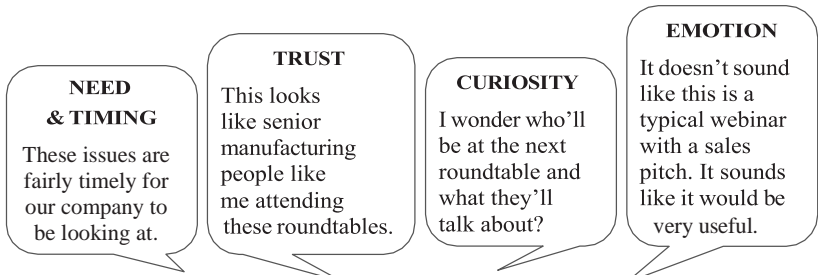 NEED
& TIMING
These issues are
fairly timely for
our company to
be looking at.
TRUST
This looks
like senior
manufacturing
people like
me attending
these roundtables.
CURIOSITY
I wonder who’ll
be at the next
roundtable and
what they’ll
talk about?
EMOTION
It doesn’t sound
like this is a
typical webinar
with a sales
pitch. It sounds
like it would be
very useful.